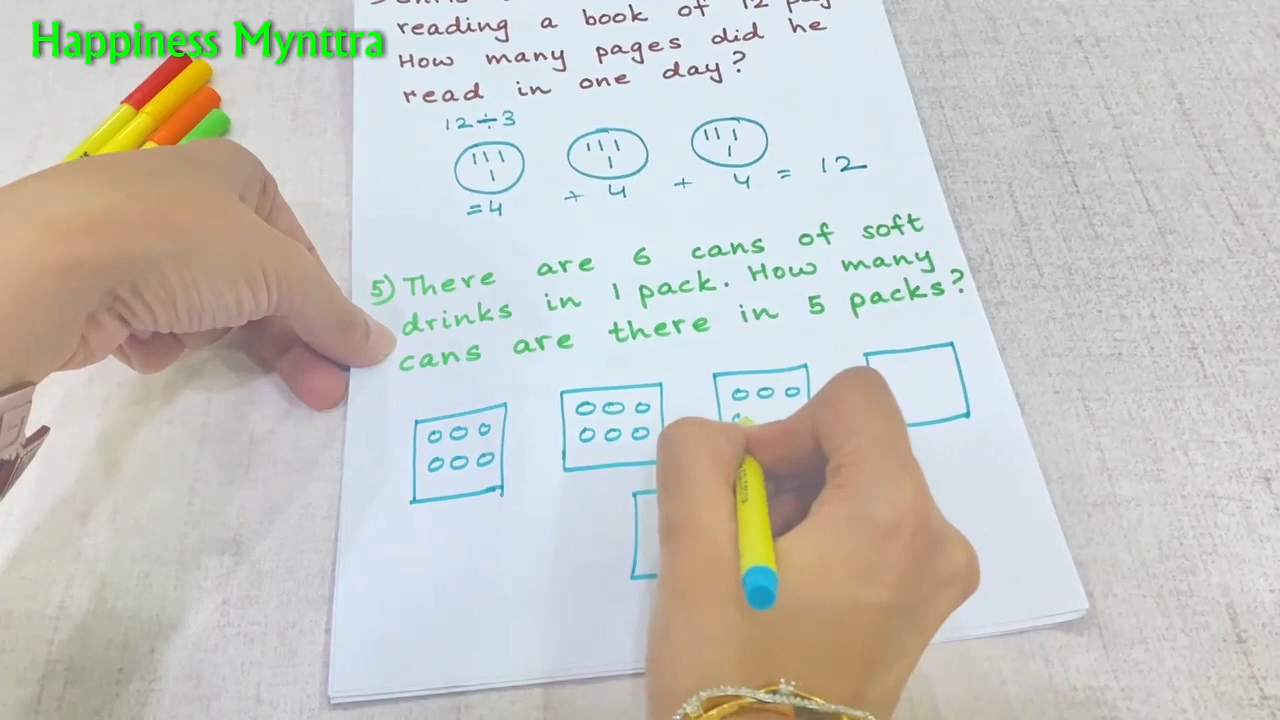 Happiness Mynttra
reading a book of 12
How many pages did he
read in one day?
12÷3
=4 + 4 + 4 = 12
5) There are 6 cans of soft
drinks in 1 pack. How many
cans are there in 5 packs?